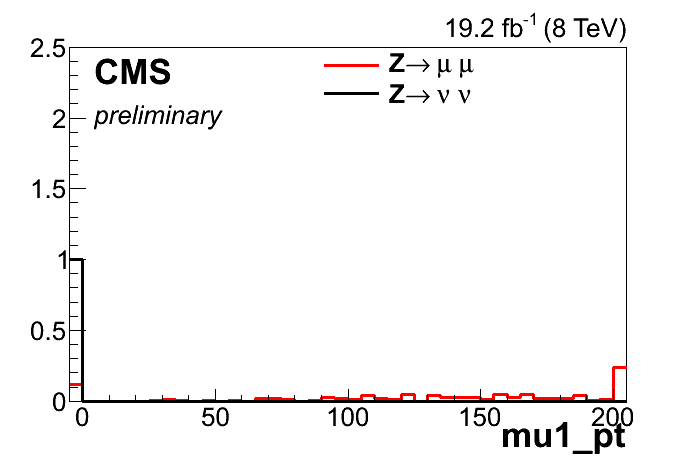 19.2 fb⁻¹ (8 TeV)
CMS
preliminary
Z→ μ μ
Z→ ν ν
2.5
2
1.5
1
0.5
0
0 50 100 150 200
mu1_pt